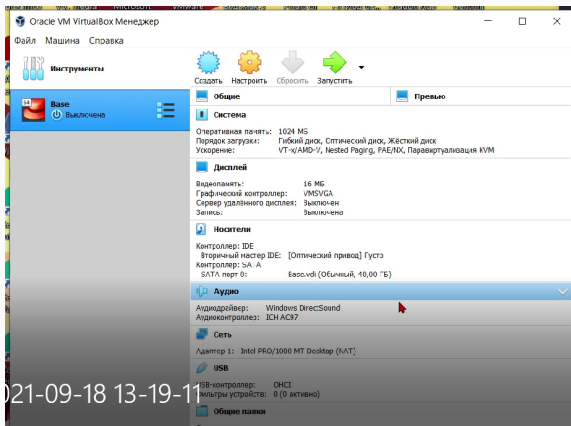 Oracle VM VirtualBox Менеджер
Файл Машина Справка
Инструменты
Создать Настроить Сбросить Запустить
64 Base
Выключена
Общие
Превью
Система
Оперативная память: 1024 МБ
Порядок загрузки: Гибкий диск, Оптический диск, Жёсткий диск
Ускорение: VT-x/AMD-V, Nested Paging, PAE/NX, Паравиртуализация KVM
Дисплей
Видеопамять: 16 МБ
Графический контроллер: VMSVGA
Сервер удалённого дисплея: Выключен
Запись: Выключена
Носители
Контроллер: IDE
Вторичный мастер IDE: [Оптический привод] Пусто
Контроллер: SATA
SATA порт 0: Base.vdi (Обычный, 40,00 ГБ)
Аудио
Аудиодрайвер: Windows DirectSound
Аудиоконтроллер: ICH AC97
Сеть
Адаптер 1: Intel PRO/1000 MT Desktop (NAT)
USB
USB-контроллер: OHCI
Фильтры устройств: 0 (0 активно)
021-09-18 13-19-11
Общие папки